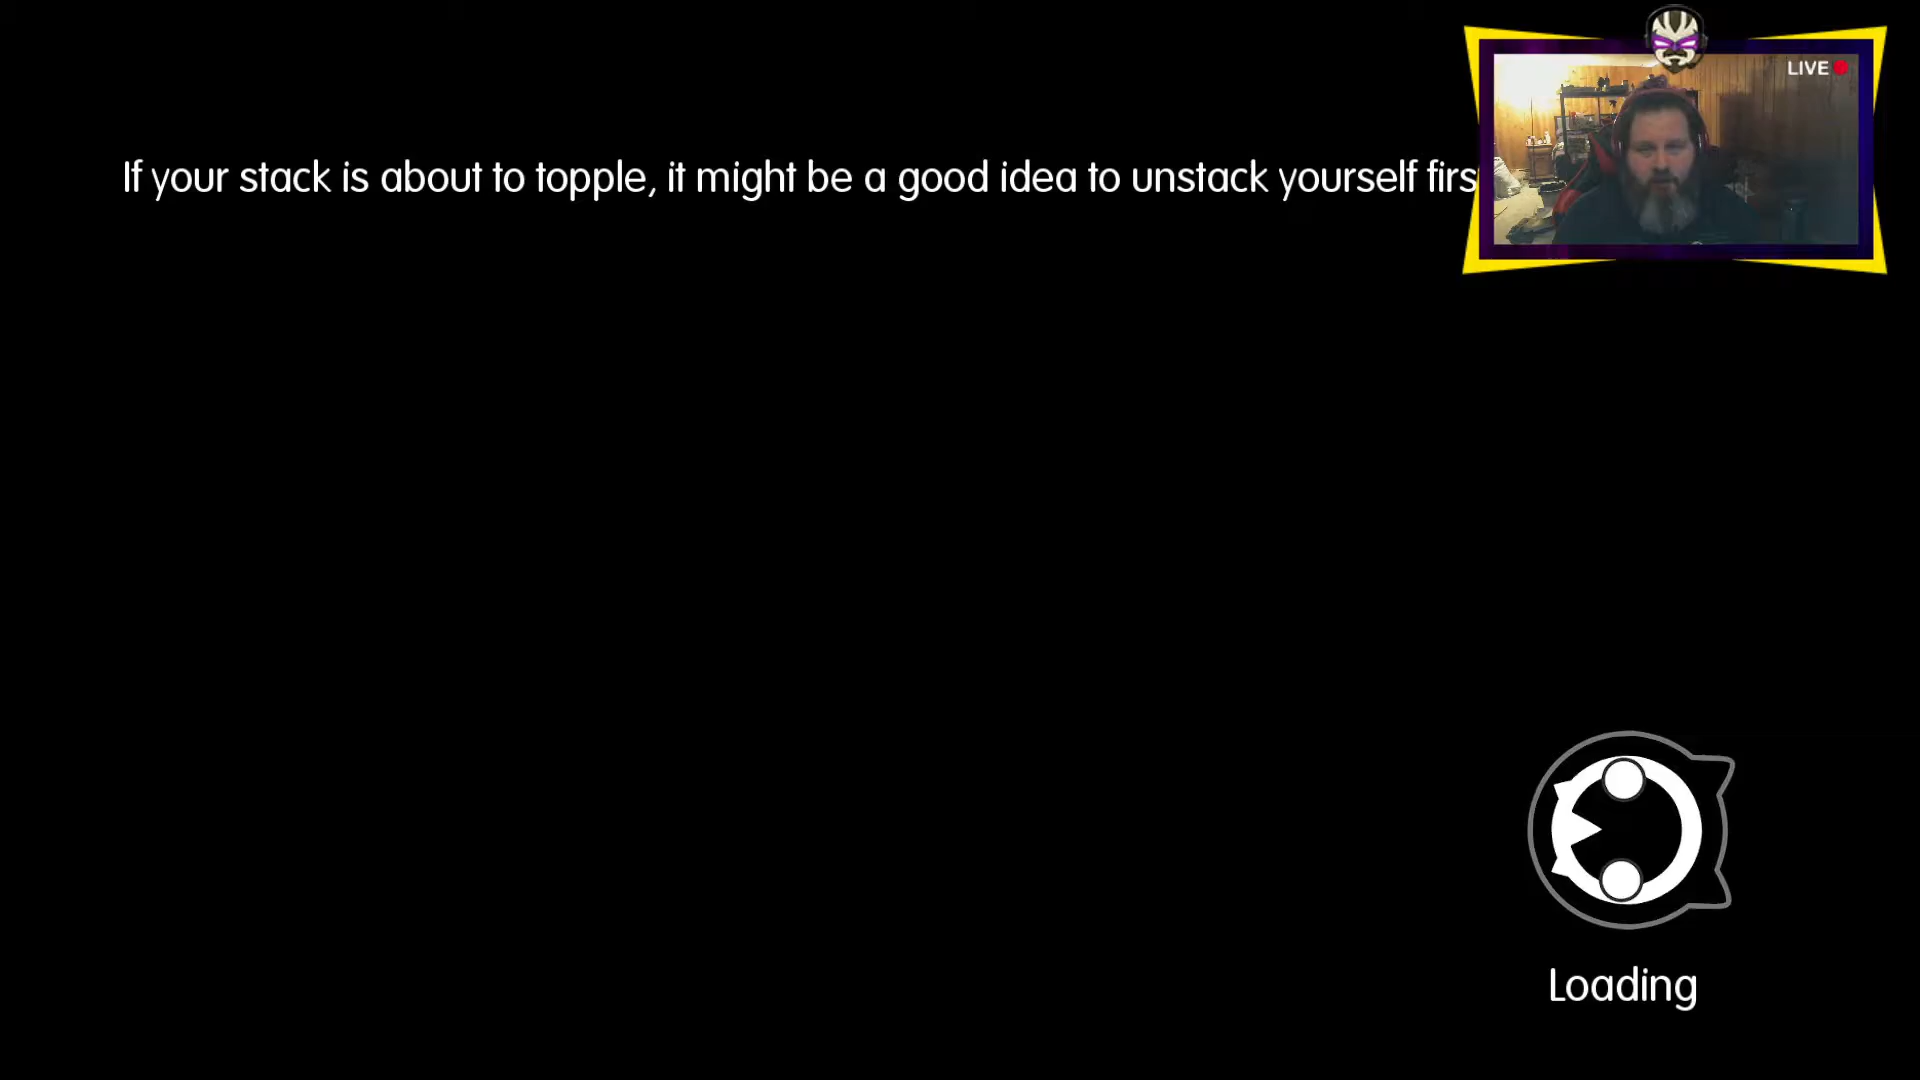 If your stack is about to topple, it might be a good idea to unstack yourself firs
LIVE
Loading